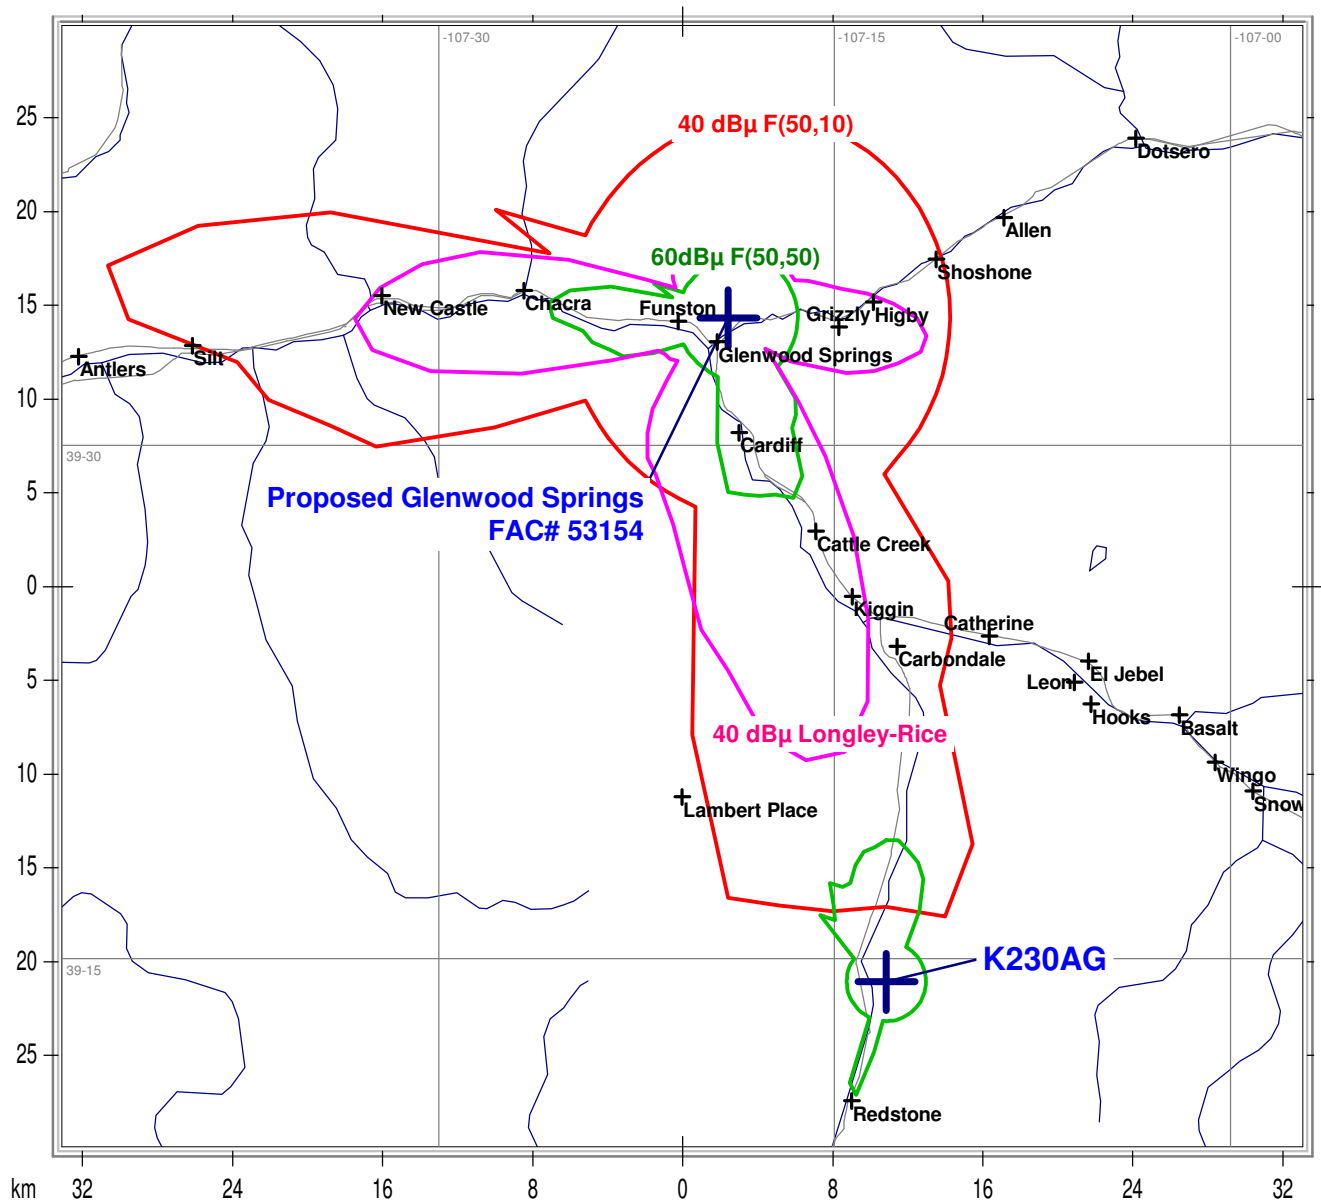 -107-30
-107-15
-107-00
25
40 dBµ F(50,10)
Dotsero
20
Allen
60dBµ F(50,50)
Shoshone
15
New Castle
Chacra
Funston
Grizzly
Higby
Antlers
Silt
Glenwood Springs
10
Cardiff
39-30
5
Proposed Glenwood Springs
FAC# 53154
Cattle Creek
0
Kiggin
Catherine
Carbondale
5
El Jebel
Leon
Hooks
Basalt
40 dBµ Longley-Rice
10
Wingo
Snow
Lambert Place
15
20
39-15
K230AG
25
Redstone
km
32
24
16
8
0
8
16
24
32